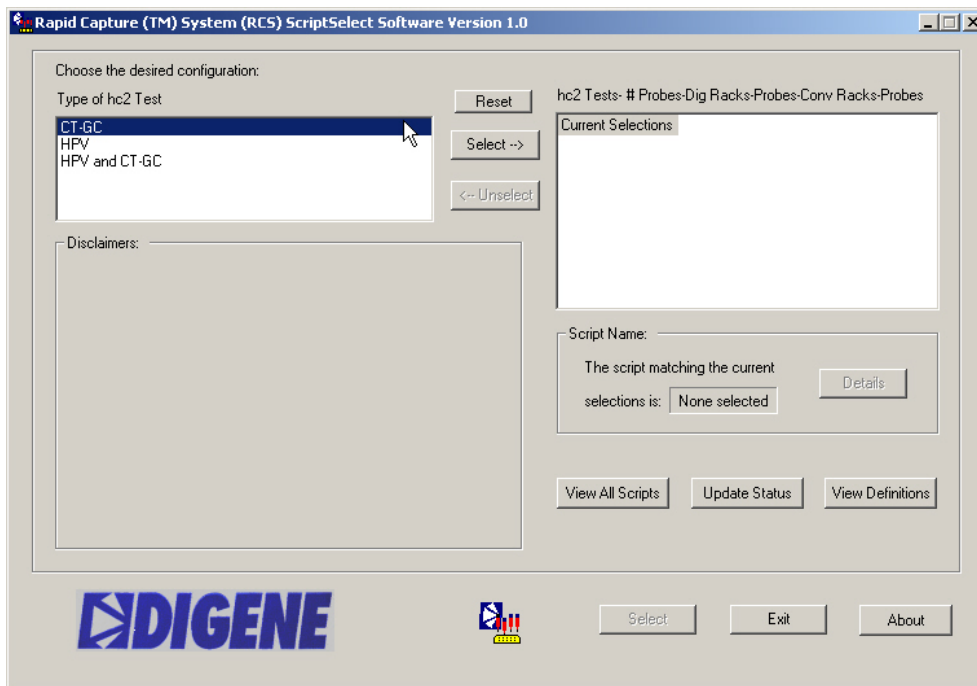 Rapid Capture (TM) System (RCS) ScriptSelect Software Version 1.0
Choose the desired configuration:
Type of hc2 Test
CT-GC
HPV
HPV and CT-GC
Reset
Select -->
<-- Unselect
hc2 Tests- # Probes-Dig Racks-Probes-Conv Racks-Probes
Current Selections
Disclaimers:
Script Name:
The script matching the current
selections is: None selected
Details
View All Scripts
Update Status
View Definitions
DIGENE
Select
Exit
About